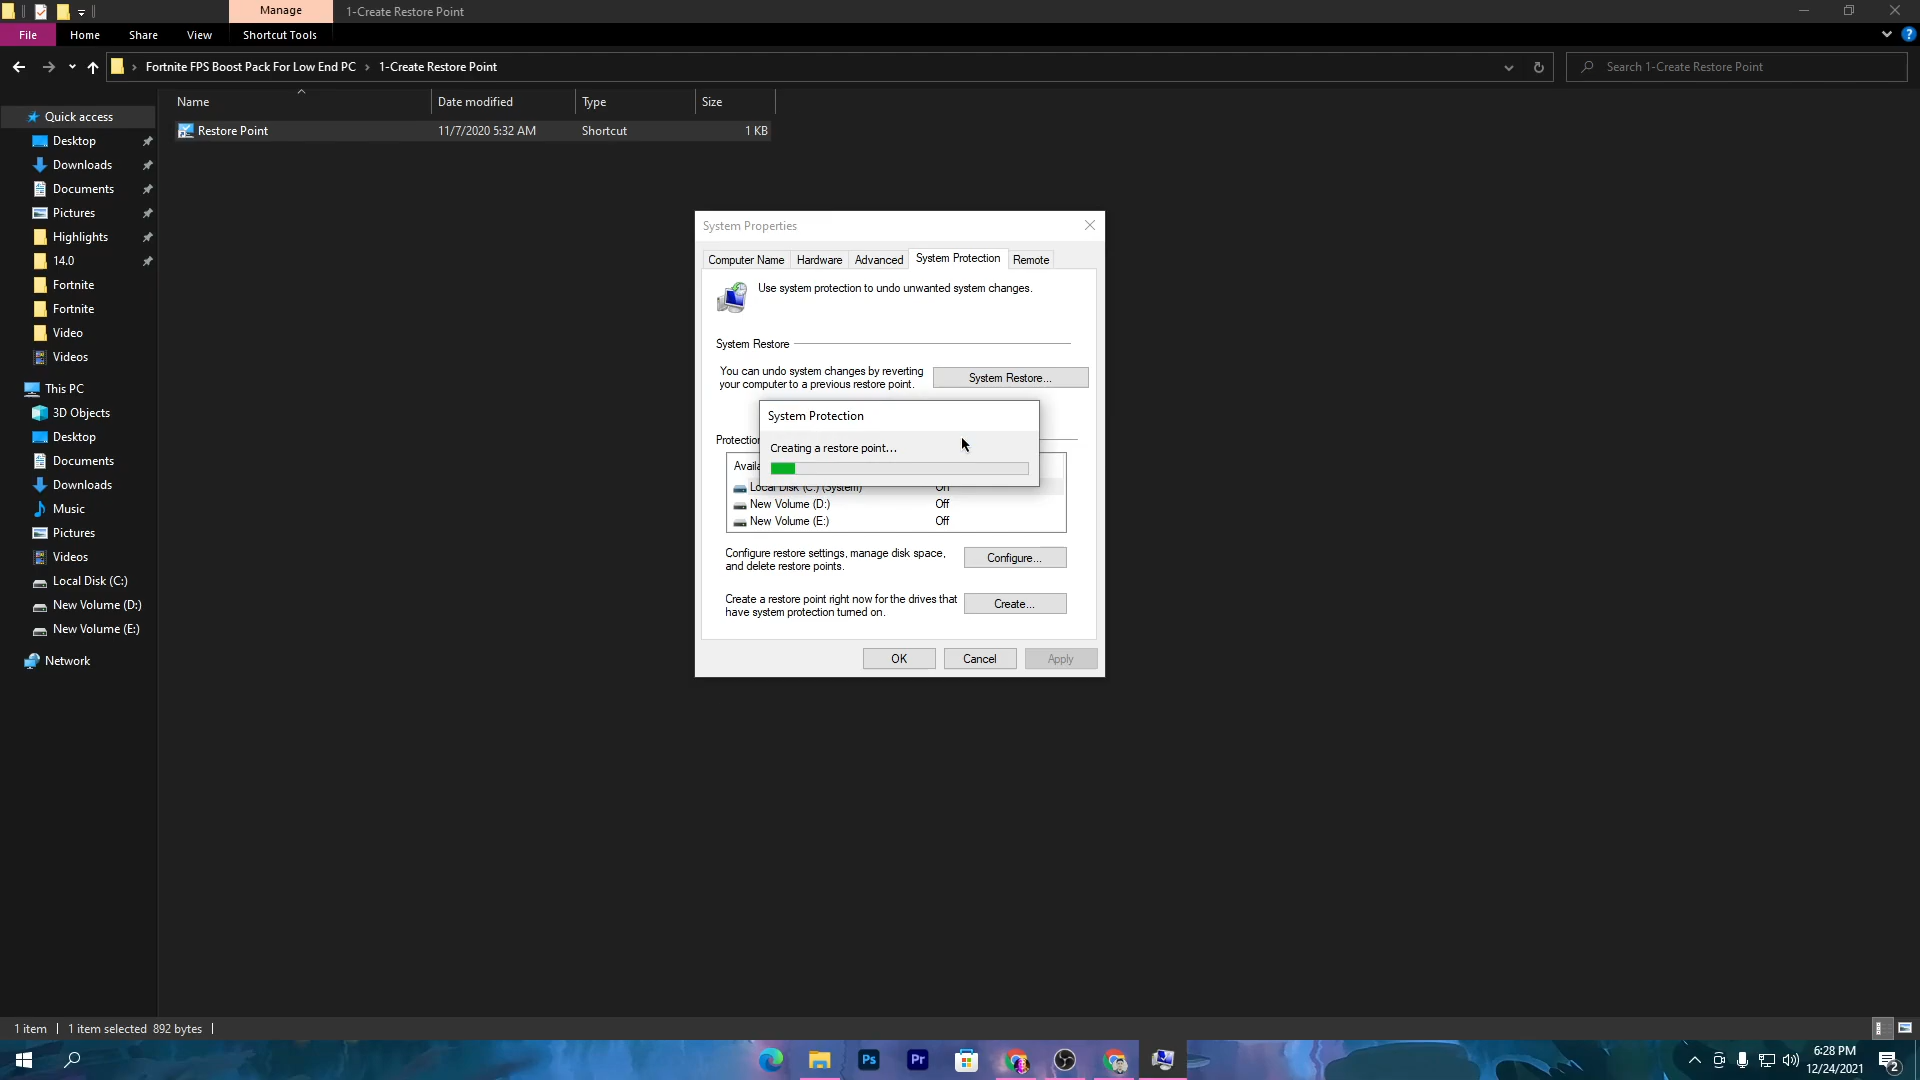 Manage
1-Create Restore Point
File
Home
Share
View
Shortcut Tools
Fortnite FPS Boost Pack For Low End PC
1-Create Restore Point
Search 1-Create Restore Point
Name
Date modified
Type
Size
Restore Point
11/7/2020 5:32 AM
Shortcut
1 KB
Quick access
Desktop
Downloads
Documents
Pictures
Highlights
14.0
Fortnite
Fortnite
Video
Videos
This PC
3D Objects
Desktop
Documents
Downloads
Music
Pictures
Videos
Local Disk (C:)
New Volume (D:)
New Volume (E:)
Network
System Properties
Computer Name
Hardware
Advanced
System Protection
Remote
Use system protection to undo unwanted system changes.
System Restore
You can undo system changes by reverting
your computer to a previous restore point.
System Restore...
System Protection
Creating a restore point...
Protection
Local Disk (C:) (System)
On
New Volume (D:)
Off
New Volume (E:)
Off
Configure restore settings, manage disk space,
and delete restore points.
Configure...
Create a restore point right now for the drives that
have system protection turned on.
Create...
OK
Cancel
Apply
1 item
1 item selected 892 bytes
Ps
Pr
6:28 PM
12/24/2021
2